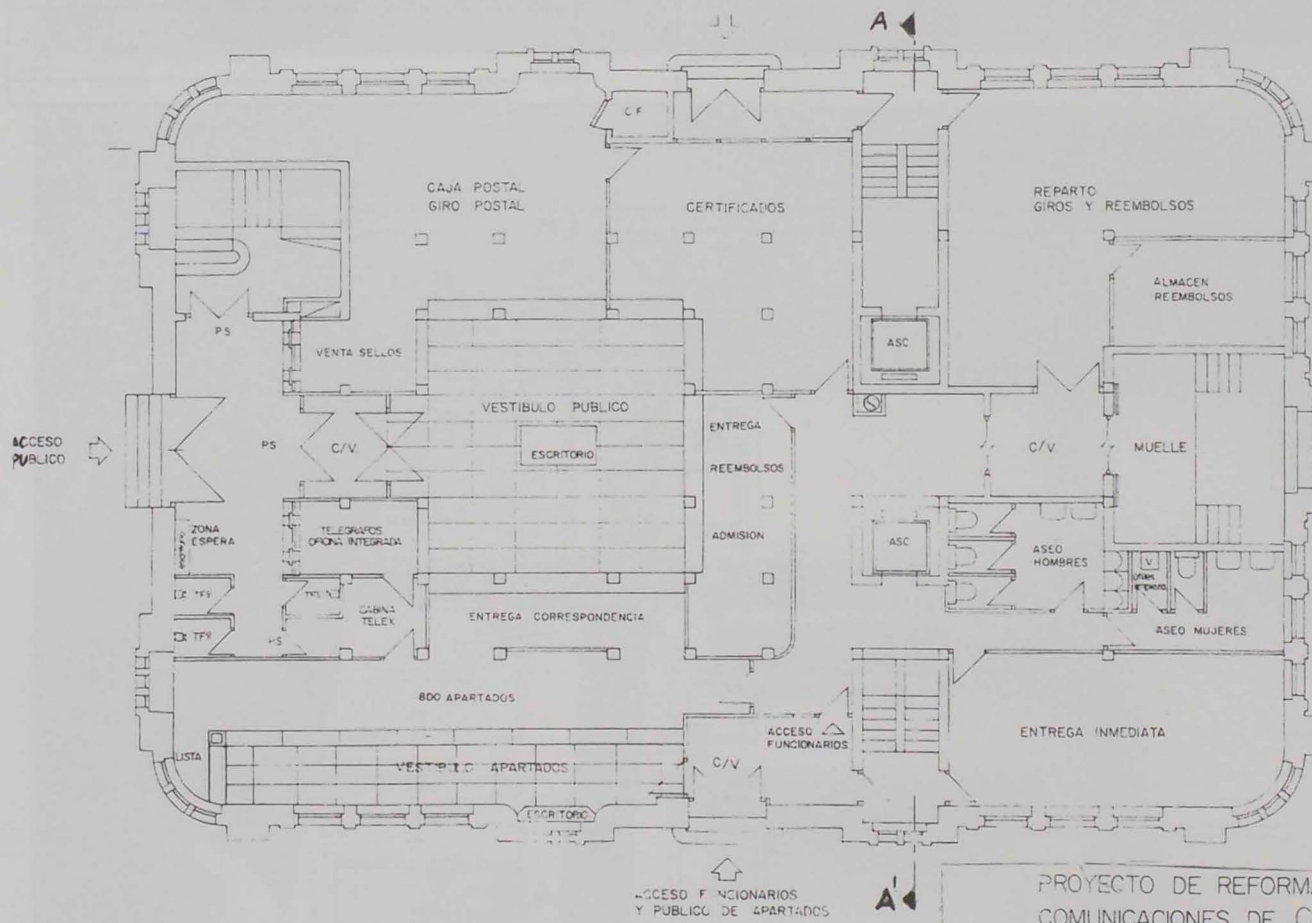 A
C.F
CAJA POSTAL
GIRO POSTAL
CERTIFICADOS
REPARTO
GIROS Y REEMBOLSOS
ALMACEN
REEMBOLSOS
PS
VENTA SELLOS
ASC
VESTIBULO PUBLICO
ENTREGA
REEMBOLSOS
ACCESO
PUBLICO
PS
C/V
ESCRITORIO
C/V
MUELLE
ZONA
ESPERA
TELEGRAFOS
OFICINA INTEGRADA
ADMISION
ASC
ASEO
HOMBRES
V
TFN
CABINA
TELEX
ENTREGA CORRESPONDENCIA
TFN
PS
ASEO MUJERES
800 APARTADOS
ACCESO
FUNCIONARIOS
ENTREGA INMEDIATA
LISTA
VESTIBULO APARTADOS
C/V
ESCRITORIO
ACCESO FUNCIONARIOS
Y PUBLICO DE APARTADOS
A'
PROYECTO DE REFORMA
COMUNICACIONES DE